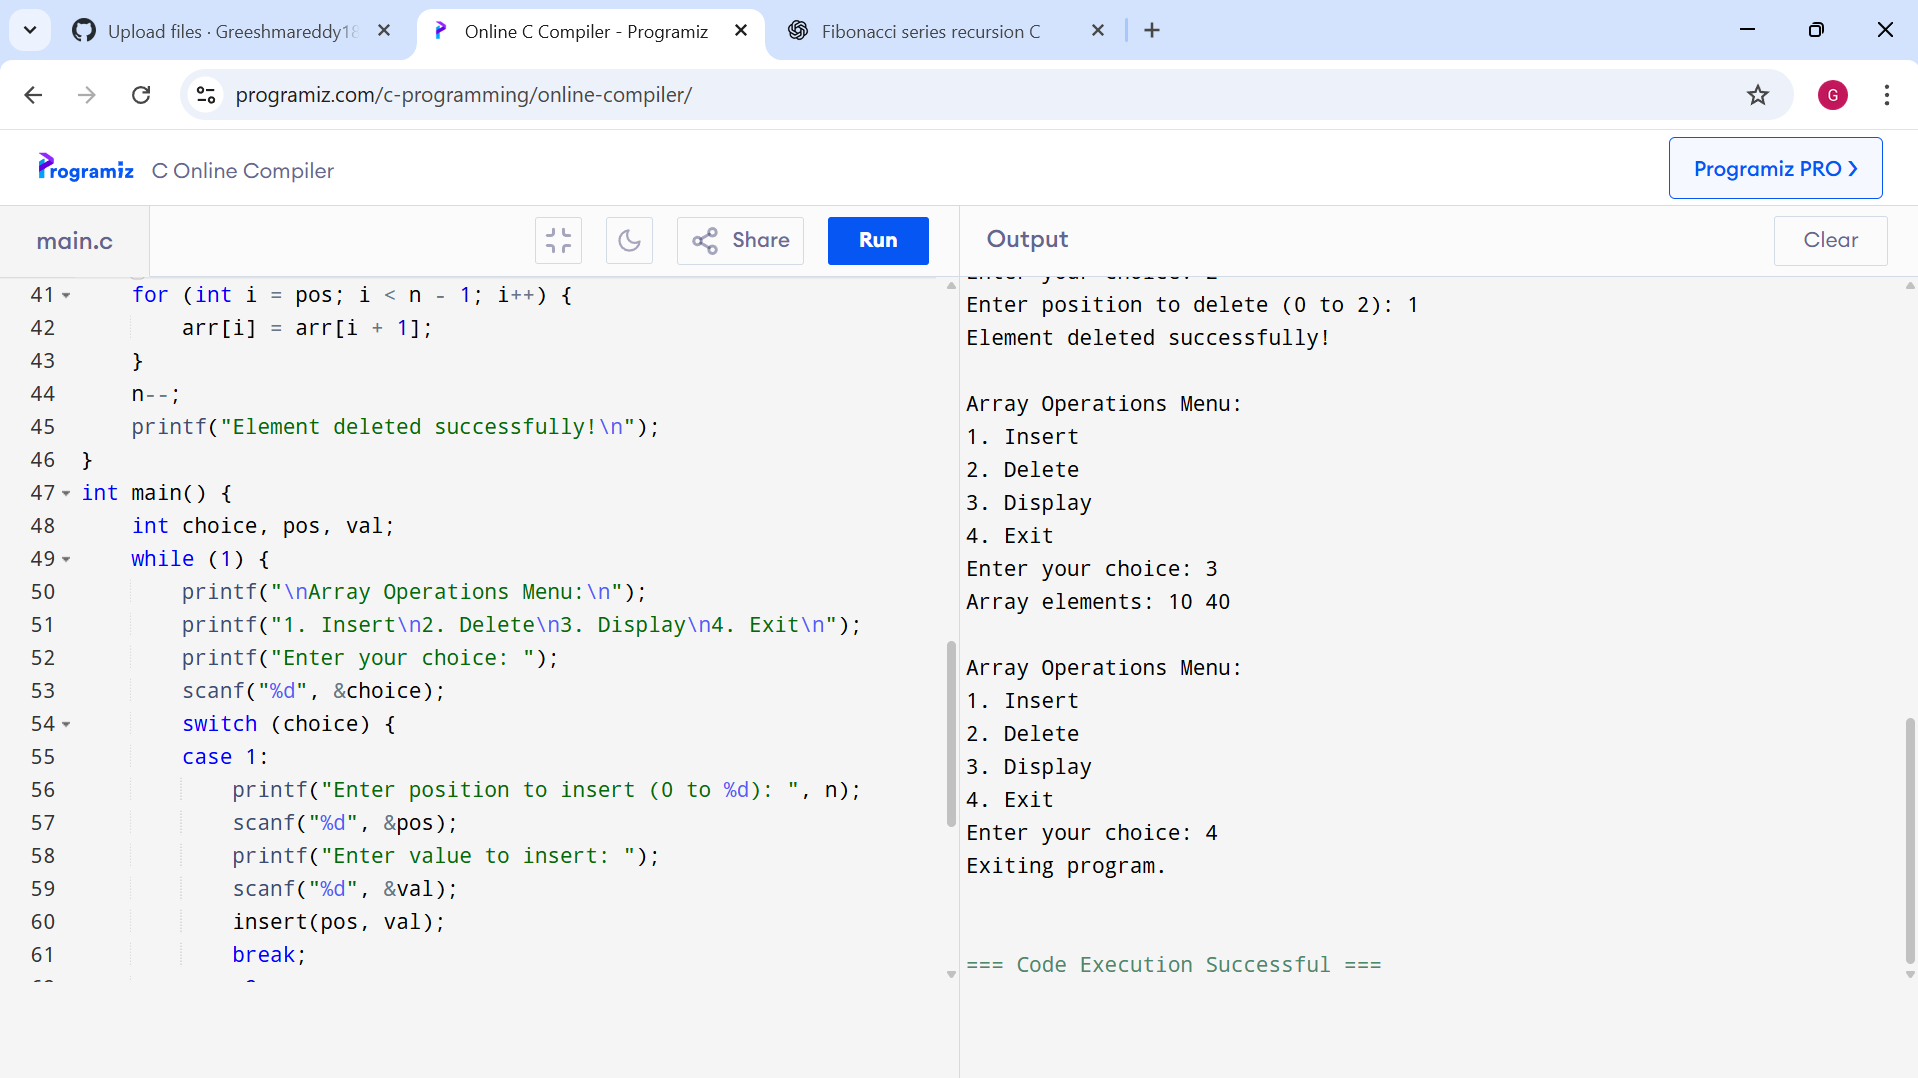 Upload files · Greeshmareddy18
Online C Compiler - Programiz
Fibonacci series recursion C
programiz.com/c-programming/online-compiler/
G
Programiz
C Online Compiler
Programiz PRO
main.c
Share
Run
Output
Clear
41 for (int i = pos; i < n - 1; i++) {
42 arr[i] = arr[i + 1];
43 }
44 n--;
45 printf("Element deleted successfully!\n");
46 }
47 int main() {
48 int choice, pos, val;
49 while (1) {
50 printf("\nArray Operations Menu:\n");
51 printf("1. Insert\n2. Delete\n3. Display\n4. Exit\n");
52 printf("Enter your choice: ");
53 scanf("%d", &choice);
54 switch (choice) {
55 case 1:
56 printf("Enter position to insert (0 to %d): ", n);
57 scanf("%d", &pos);
58 printf("Enter value to insert: ");
59 scanf("%d", &val);
60 insert(pos, val);
61 break;
Enter your choice: 2
Enter position to delete (0 to 2): 1
Element deleted successfully!
Array Operations Menu:
1. Insert
2. Delete
3. Display
4. Exit
Enter your choice: 3
Array elements: 10 40
Array Operations Menu:
1. Insert
2. Delete
3. Display
4. Exit
Enter your choice: 4
Exiting program.
=== Code Execution Successful ===